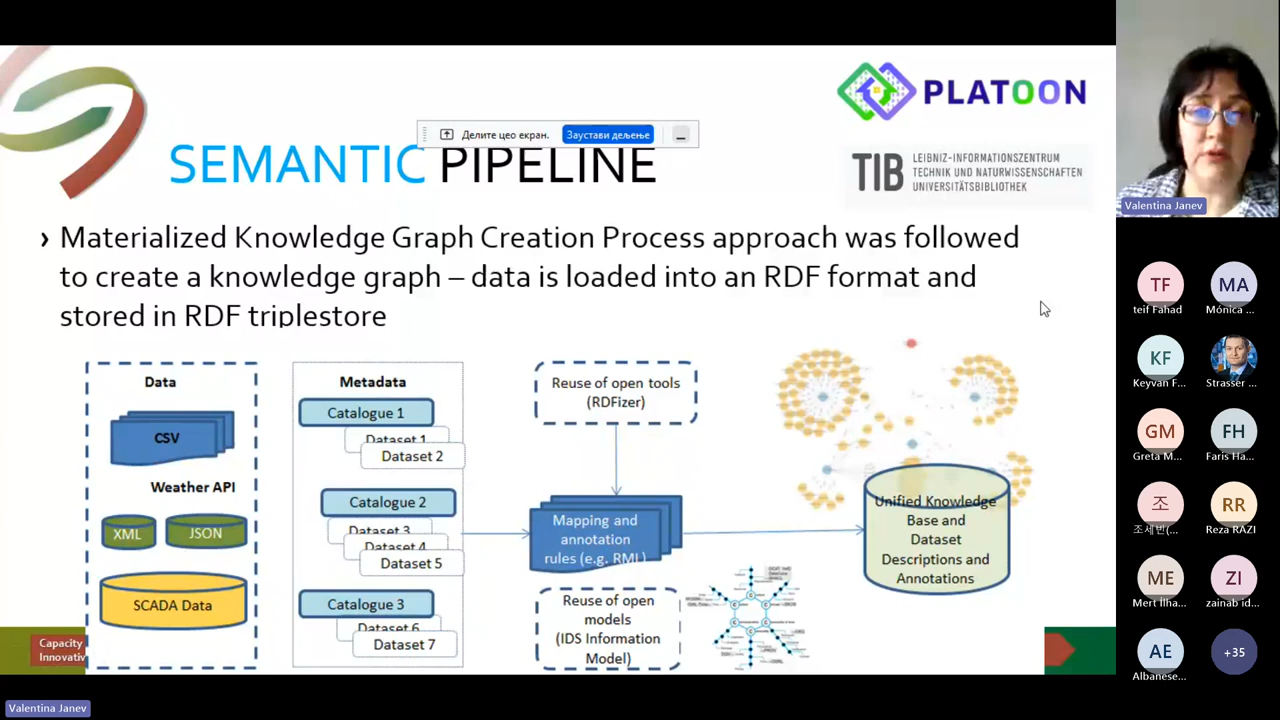 PLATOON
Делите цео екран.
Заустави дељење
SEMANTIC PIPELINE
TIB
LEIBNIZ-INFORMATIONSZENTRUM
TECHNIK UND NATURWISSENSCHAFTEN
UNIVERSITÄTSBIBLIOTHEK
› Materialized Knowledge Graph Creation Process approach was followed
to create a knowledge graph – data is loaded into an RDF format and
stored in RDF triplestore
Data
CSV
Weather API
XML
JSON
SCADA Data
Metadata
Catalogue 1
Dataset 1
Dataset 2
Catalogue 2
Dataset 3
Dataset 4
Dataset 5
Catalogue 3
Dataset 6
Dataset 7
Reuse of open tools
(RDFizer)
Mapping and
annotation
rules (e.g. RML)
Reuse of open
models
(IDS Information
Model)
Unified Knowledge
Base and
Dataset
Descriptions and
Annotations
Capacity
Innovativ
Valentina Janev
TF
teif Fahad
MA
Mónica ...
KF
Keyvan F...
Strasser ...
GM
Greta M...
FH
Faris Ha...
조
조세빈(...
RR
Reza RAZI
ME
Mert Ilha...
ZI
zainab id...
AE
Albanese...
+35
Valentina Janev